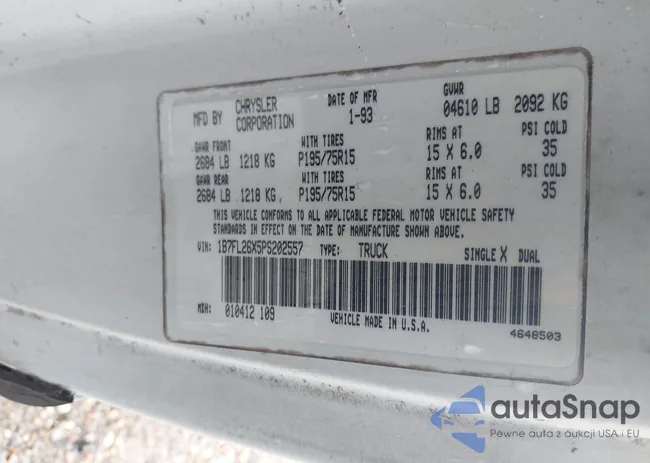 MFD BY CHRYSLER CORPORATION DATE OF MFR 1-93 GVWR 04610 LB 2092 KG
GAWR FRONT WITH TIRES RIMS AT PSI COLD
2684 LB 1218 KG P195/75R15 15 X 6.0 35
GAWR REAR WITH TIRES RIMS AT PSI COLD
2684 LB 1218 KG P195/75R15 15 X 6.0 35
THIS VEHICLE CONFORMS TO ALL APPLICABLE FEDERAL MOTOR VEHICLE SAFETY
STANDARDS IN EFFECT ON THE DATE OF MANUFACTURE SHOWN ABOVE.
VIN: 1B7FL26X5PS202557 TYPE: TRUCK SINGLE X DUAL
MDH: 010412 109 VEHICLE MADE IN U.S.A. 4648503
autoSnap
Pewne auta z aukcji USA i EU